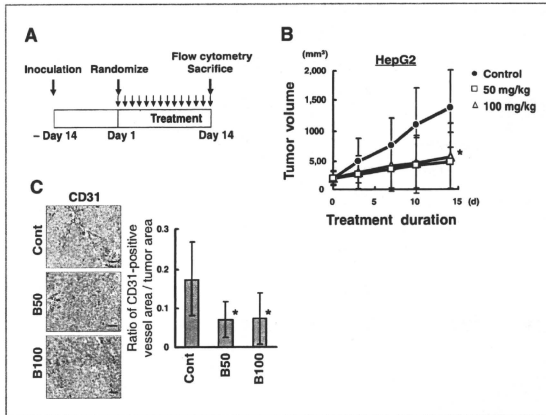 A
Inoculation
Randomize
Flow cytometry
Sacrifice
Treatment
– Day 14
Day 1
Day 14
B
(mm³)
HepG2
2,000
1,500
1000
5,00
0
Tumor volume
0
5
10
15 (d)
Treatment duration
Control
50 mg/kg
100 mg/kg
*
C
CD31
Cont
B50
B100
Ratio of CD31-positive
vessel area / tumor area
0.3
0.2
0.1
0
*
*
Cont
B50
B100